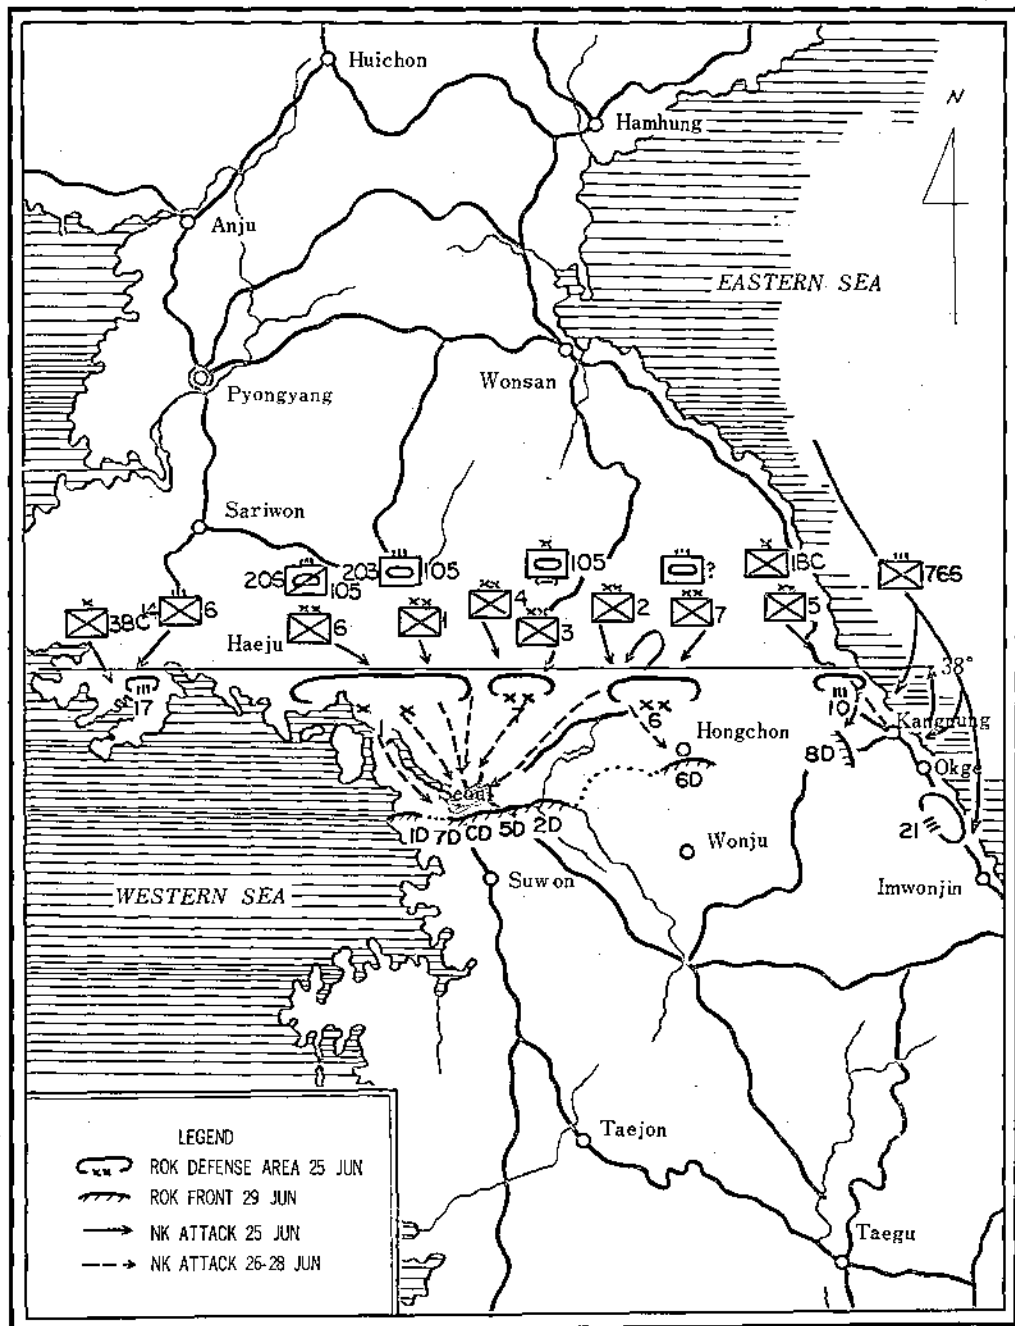 Huichon
N
Hamhung
Anju
EASTERN SEA
Wonsan
Pyongyang
Sariwon
203 105
105
?
1BC
766
205 105
3BC
14 6
4
2
7
5
Haeju
6
1
3
38°
17
10
6
Kangnung
Hongchon
8D
6D
Okge
1D 7D CD 5D 2D
21
Wonju
WESTERN SEA
Suwon
Imwonjin
LEGEND
Taejon
ROK DEFENSE AREA 25 JUN
ROK FRONT 29 JUN
NK ATTACK 25 JUN
Taegu
NK ATTACK 26-28 JUN